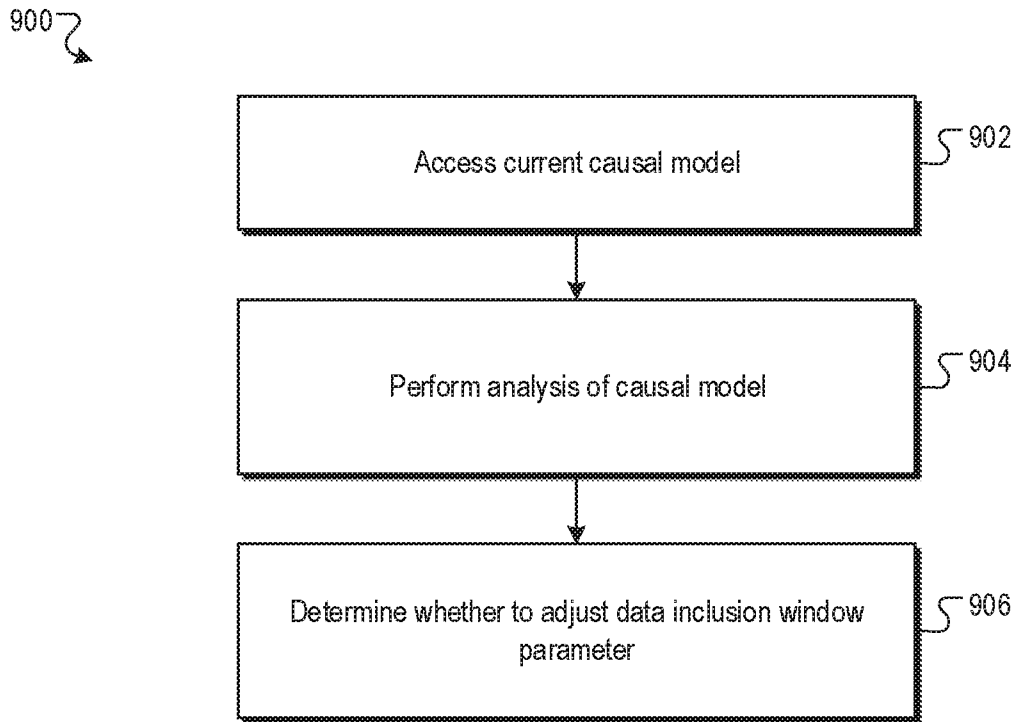 900
Access current causal model
902
Perform analysis of causal model
904
Determine whether to adjust data inclusion window
parameter
906